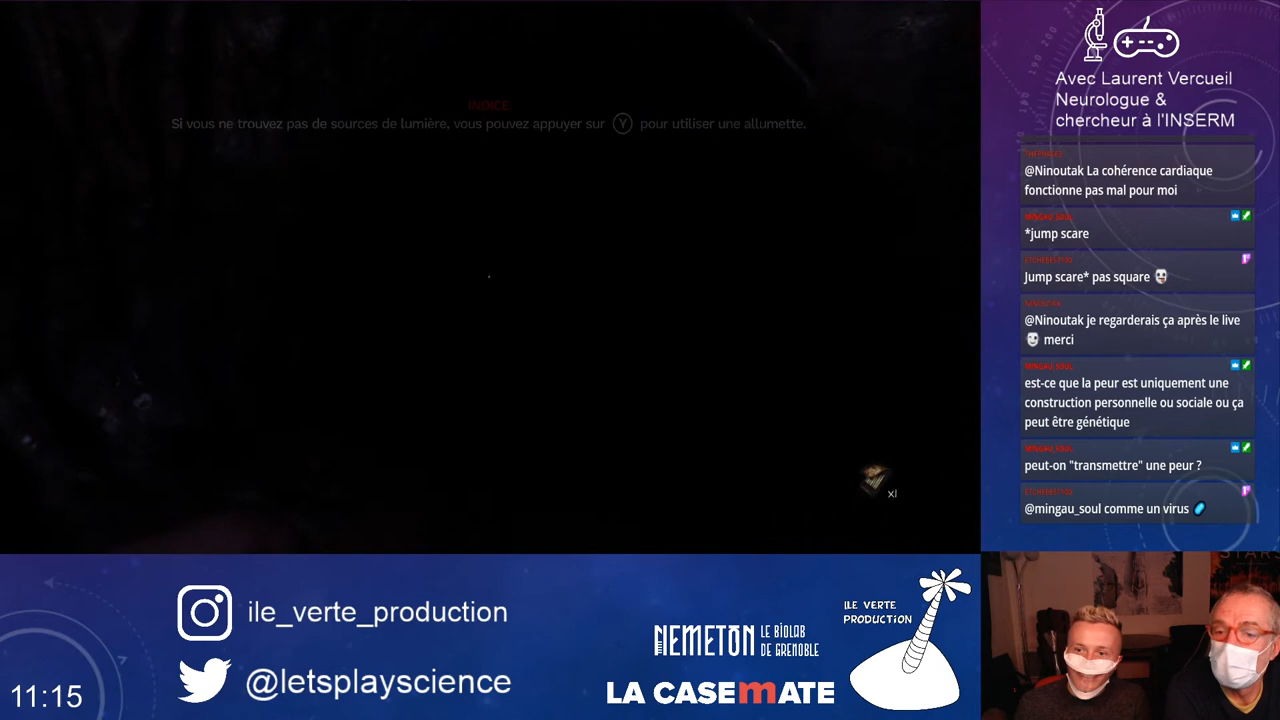 INDICE
Si vous ne trouvez pas de sources de lumière, vous pouvez appuyer sur Y pour utiliser une allumette.
xl
Avec Laurent Vercueil
Neurologue &
chercheur à l'INSERM
@Ninoutak La cohérence cardiaque
fonctionne pas mal pour moi
MINGAU_SOUL
*jump scare
Jump scare* pas square
@Ninoutak je regarderais ça après le live
merci
MINGAU_SOUL
est-ce que la peur est uniquement une
construction personnelle ou sociale ou ça
peut être génétique
MINGAU_SOUL
peut-on "transmettre" une peur ?
@mingau_soul comme un virus
ile_verte_production
@letsplayscience
11:15
NEMETON LE BIOLAB
DE GRENOBLE
LA CASEMATE
ILE VERTE
PRODUCTION